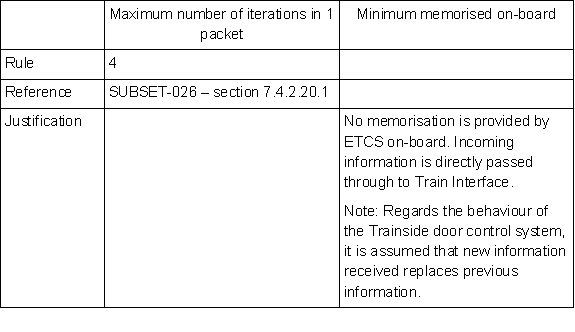 Maximum number of iterations in 1
packet
Minimum memorised on-board
Rule
4
Reference
SUBSET-026 – section 7.4.2.20.1
Justification
No memorisation is provided by
ETCS on-board. Incoming
information is directly passed
through to Train Interface.
Note: Regards the behaviour of
the Trainside door control system,
it is assumed that new information
received replaces previous
information.